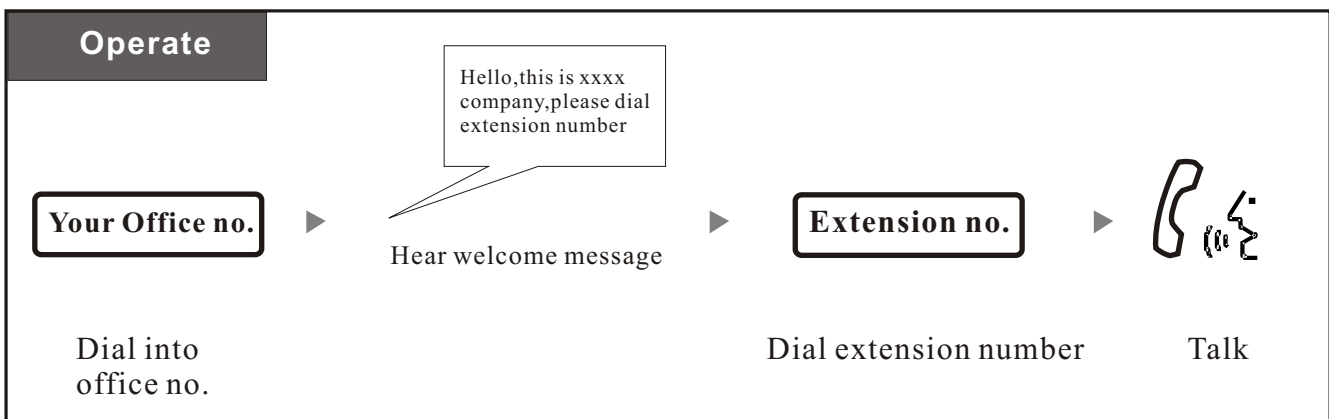 Operate
Hello,this is xxxx
company,please dial
extension number
Your Office no.
Hear welcome message
Extension no.
Dial into
office no.
Dial extension number
Talk